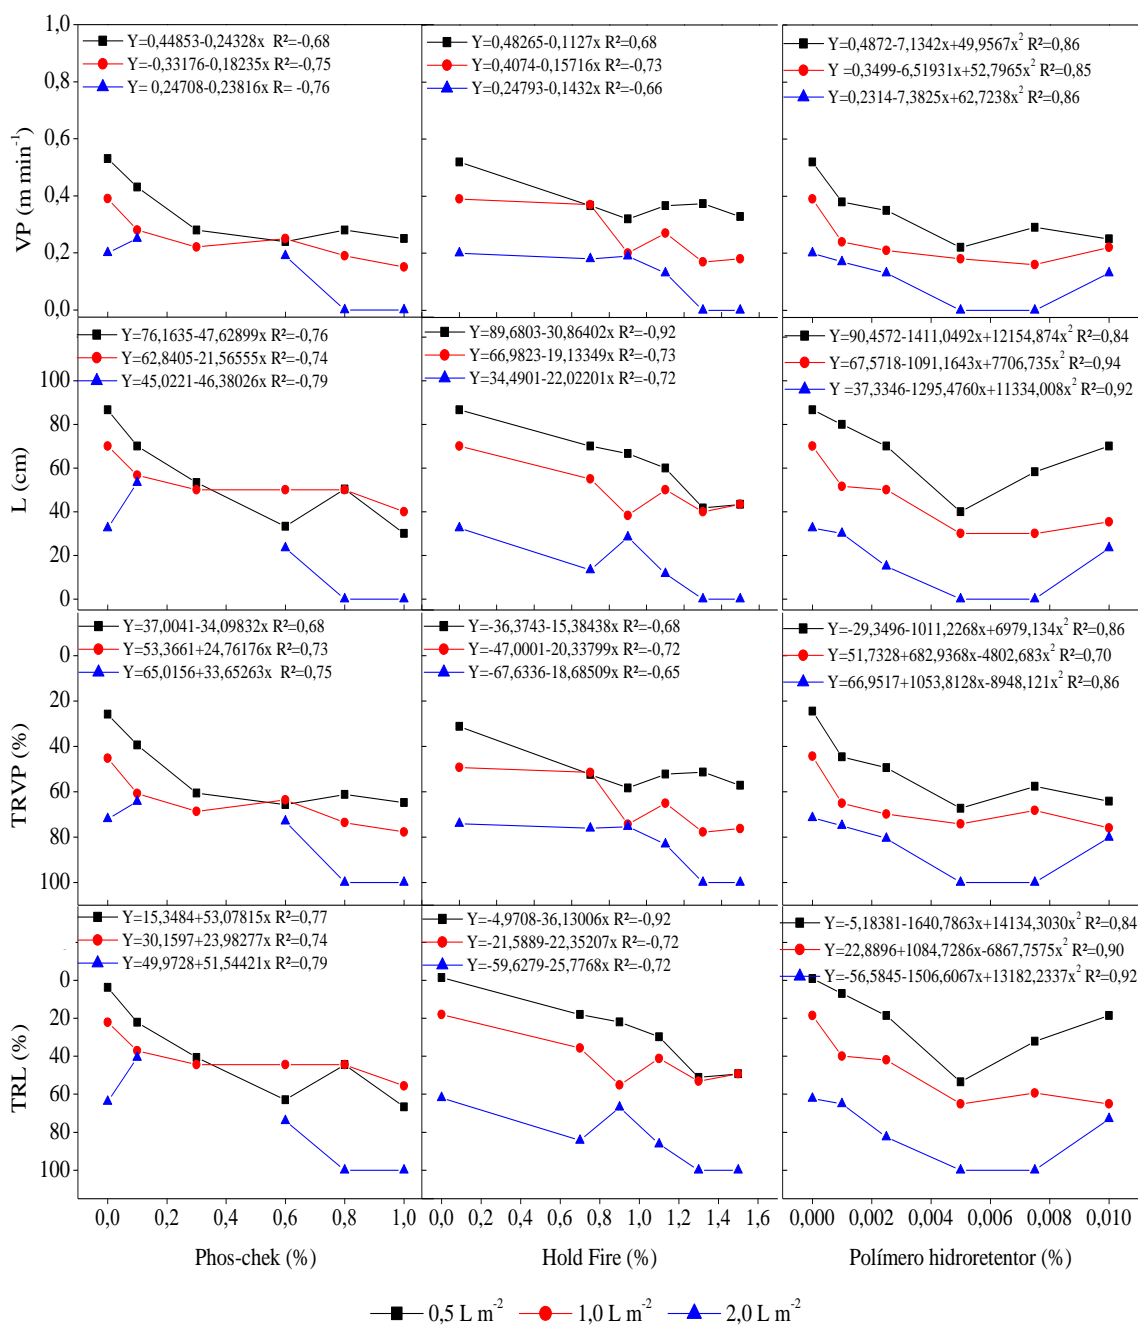 1,0
0,8
0,6
0,4
0,2
0,0
VP (m min⁻¹)
Y=0,44853-0,24328x R²=-0,68
Y=-0,33176-0,18235x R²=-0,75
Y= 0,24708-0,23816x R= -0,76
Y=0,48265-0,1127x R²=0,68
Y=0,4074-0,15716x R²=-0,73
Y=0,24793-0,1432x R²=-0,66
Y=0,4872-7,1342x+49,9567x² R²=0,86
Y =0,3499-6,51931x+52,7965x² R²=0,85
Y=0,2314-7,3825x+62,7238x² R²=0,86
100
80
60
40
20
0
L (cm)
Y=76,1635-47,62899x R²=-0,76
Y=62,8405-21,56555x R²=-0,74
Y=45,0221-46,38026x R²=-0,79
Y=89,6803-30,86402x R²=-0,92
Y=66,9823-19,13349x R²=-0,73
Y=34,4901-22,02201x R²=-0,72
Y=90,4572-1411,0492x+12154,874x² R²=0,84
Y=67,5718-1091,1643x+7706,735x² R²=0,94
Y =37,3346-1295,4760x+11334,008x² R²=0,92
0
20
40
60
80
100
TRVP (%)
Y=37,0041-34,09832x R²=0,68
Y=53,3661+24,76176x R²=0,73
Y=65,0156+33,65263x R²=0,75
Y=-36,3743-15,38438x R²=-0,68
Y=-47,0001-20,33799x R²=-0,72
Y=-67,6336-18,68509x R²=-0,65
Y=-29,3496-1011,2268x+6979,134x² R²=0,86
Y=51,7328+682,9368x-4802,683x² R²=0,70
Y=66,9517+1053,8128x-8948,121x² R²=0,86
0
20
40
60
80
100
TRL (%)
Y=15,3484+53,07815x R²=0,77
Y=30,1597+23,98277x R²=0,74
Y=49,9728+51,54421x R²=0,79
Y=-4,9708-36,13006x R²=-0,92
Y=-21,5889-22,35207x R²=-0,72
Y=-59,6279-25,7768x R²=-0,72
Y=-5,18381-1640,7863x+14134,3030x² R²=0,84
Y=22,8896+1084,7286x-6867,7575x² R²=0,90
Y=-56,5845-1506,6067+13182,2337x² R²=0,92
0,0 0,2 0,4 0,6 0,8 1,0
0,0 0,2 0,4 0,6 0,8 1,0 1,2 1,4 1,6
0,000 0,002 0,004 0,006 0,008 0,010
Phos-chek (%)
Hold Fire (%)
Polímero hidroretentor (%)
0,5 L m⁻² 1,0 L m⁻² 2,0 L m⁻²